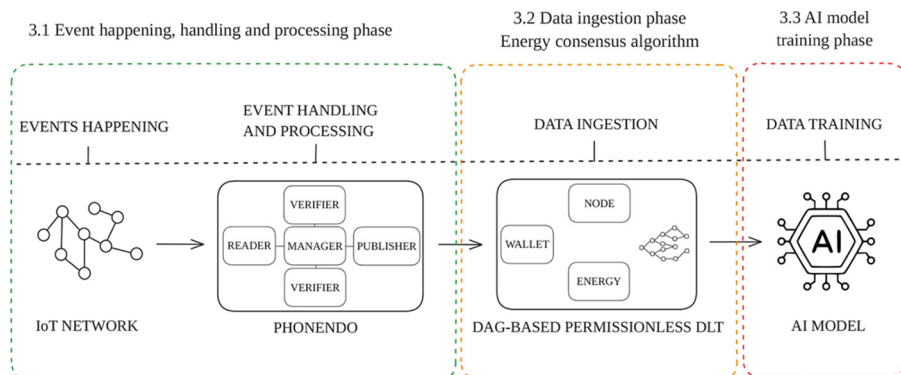 3.1 Event happening, handling and processing phase
3.2 Data ingestion phase
Energy consensus algorithm
3.3 AI model
training phase
EVENTS HAPPENING
EVENT HANDLING
AND PROCESSING
DATA INGESTION
DATA TRAINING
VERIFIER
READER
MANAGER
PUBLISHER
VERIFIER
NODE
WALLET
ENERGY
AI
IoT NETWORK
PHONENDO
DAG-BASED PERMISSIONLESS DLT
AI MODEL